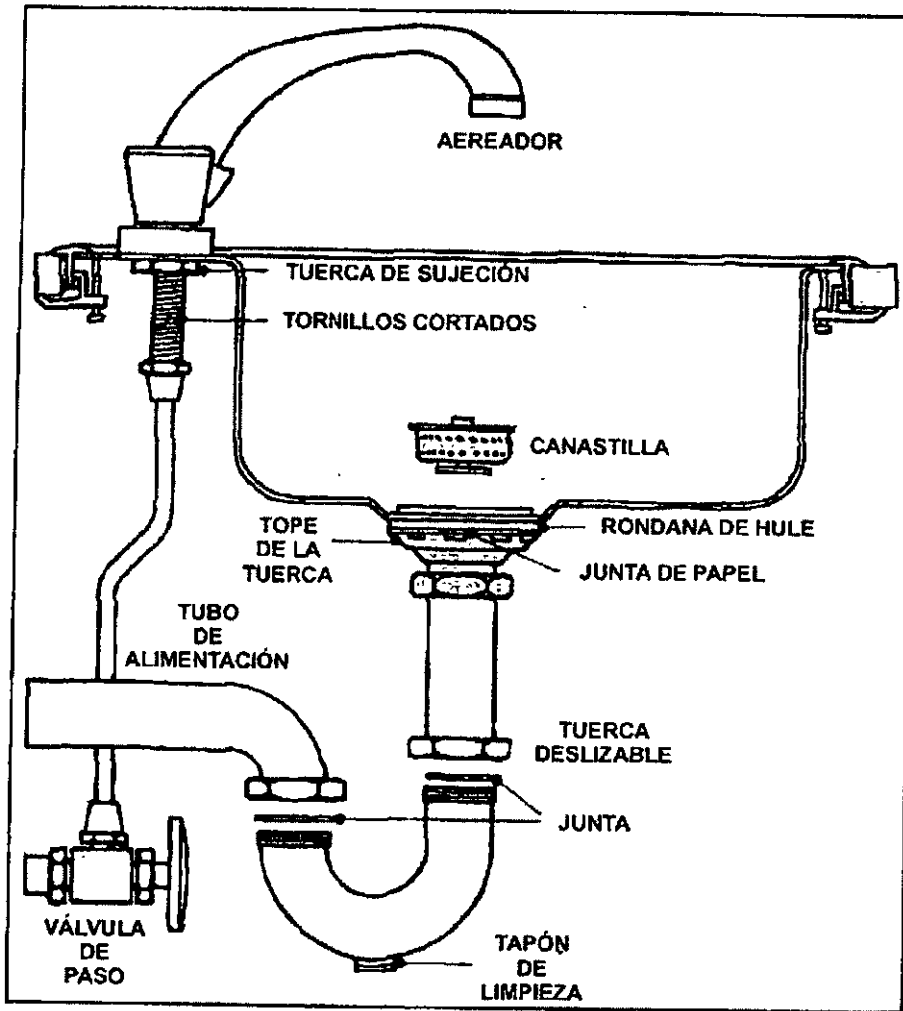 AEREADOR
TUERCA DE SUJECIÓN
TORNILLOS CORTADOS
CANASTILLA
TOPE
DE LA
TUERCA
RONDANA DE HULE
JUNTA DE PAPEL
TUBO
DE
ALIMENTACIÓN
TUERCA
DESLIZABLE
JUNTA
VÁLVULA
DE
PASO
TAPÓN
DE
LIMPIEZA